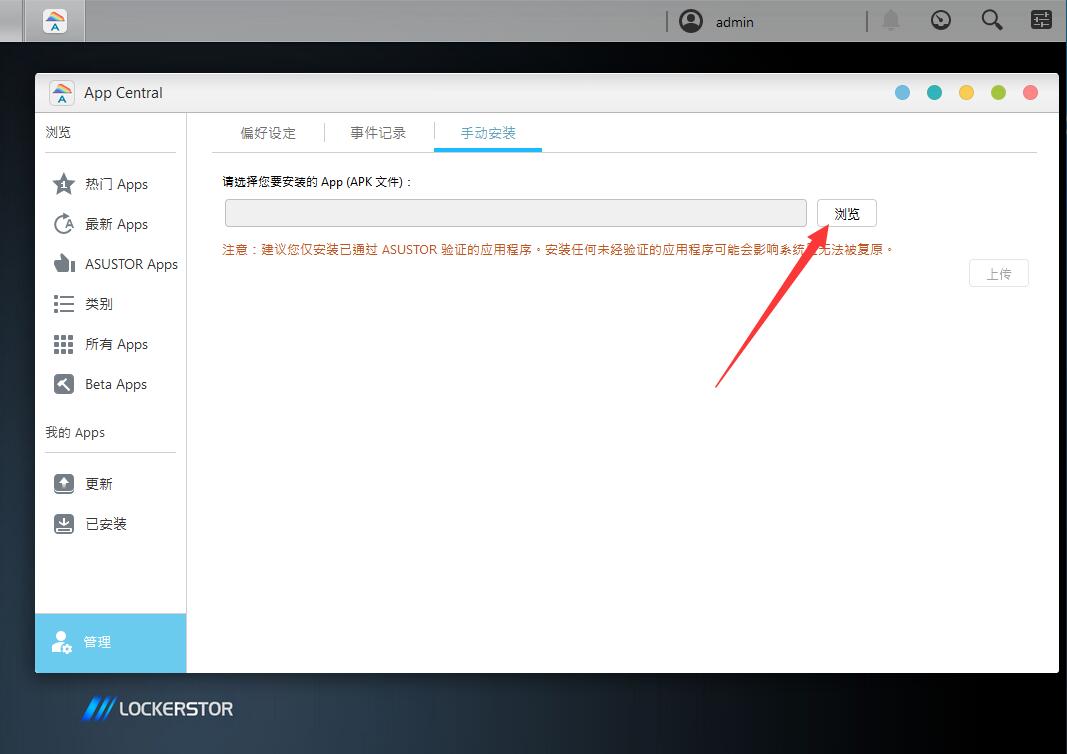 admin
App Central
浏览
热门 Apps
最新 Apps
ASUSTOR Apps
类别
所有 Apps
Beta Apps
我的 Apps
更新
已安装
管理
偏好设定
事件记录
手动安装
请选择您要安装的 App (APK 文件)：
浏览
注意：建议您仅安装已通过 ASUSTOR 验证的应用程序。安装任何未经验证的应用程序可能会影响系统 无法被复原。
上传
LOCKERSTOR